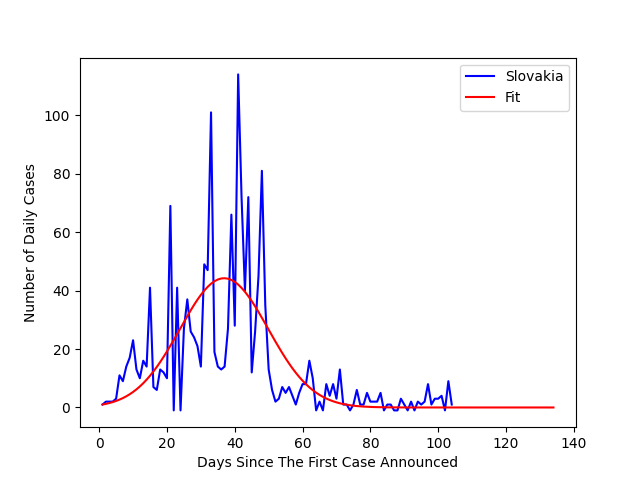 Slovakia
Fit
100
80
60
40
20
0
Number of Daily Cases
0 20 40 60 80 100 120 140
Days Since The First Case Announced